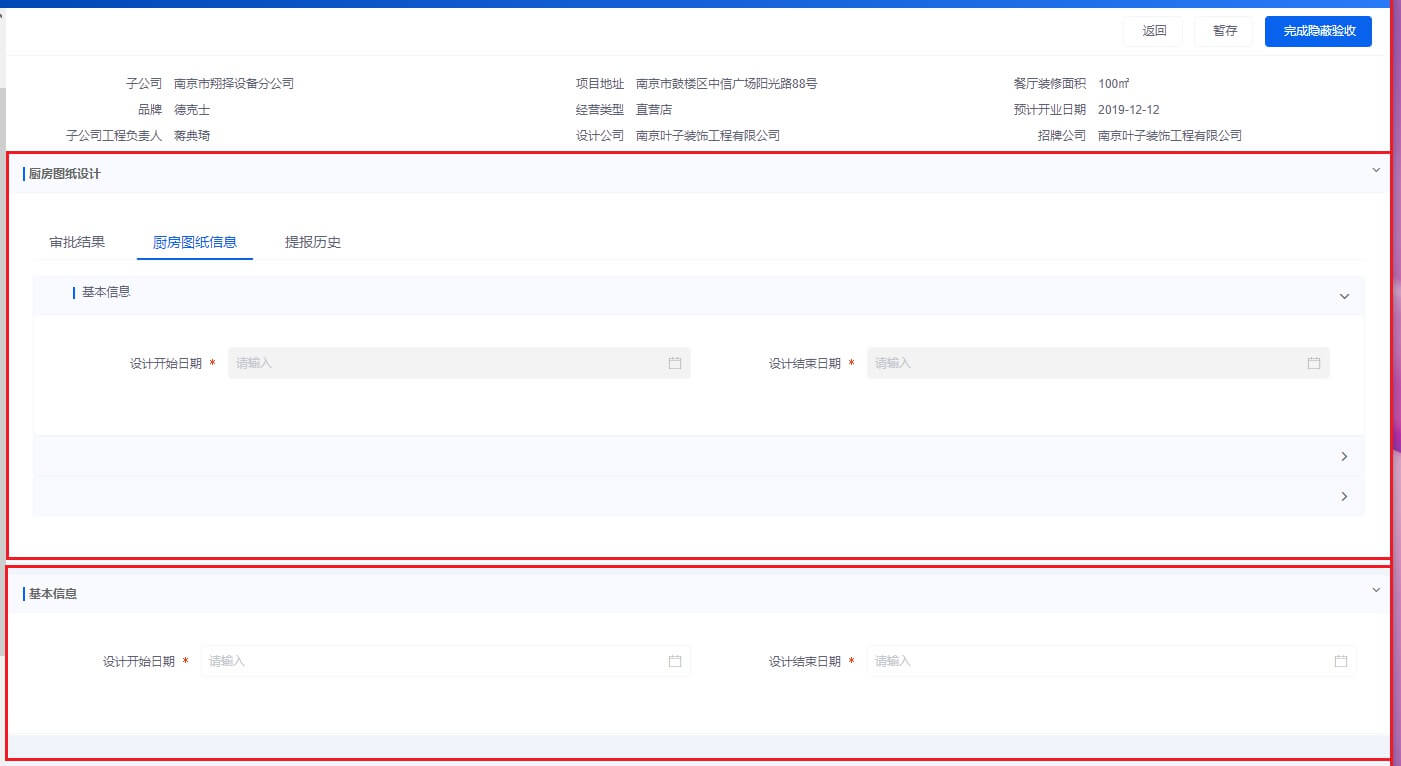 返回 暂存 完成隐蔽验收
子公司 南京市翔择设备分公司 项目地址 南京市鼓楼区中信广场阳光路88号 餐厅装修面积 100㎡
品牌 德克士 经营类型 直营店 预计开业日期 2019-12-12
子公司工程负责人 蒋典琦 设计公司 南京叶子装饰工程有限公司 招牌公司 南京叶子装饰工程有限公司
厨房图纸设计
审批结果 厨房图纸信息 提报历史
基本信息
设计开始日期 * 请输入 设计结束日期 * 请输入
基本信息
设计开始日期 * 请输入 设计结束日期 * 请输入